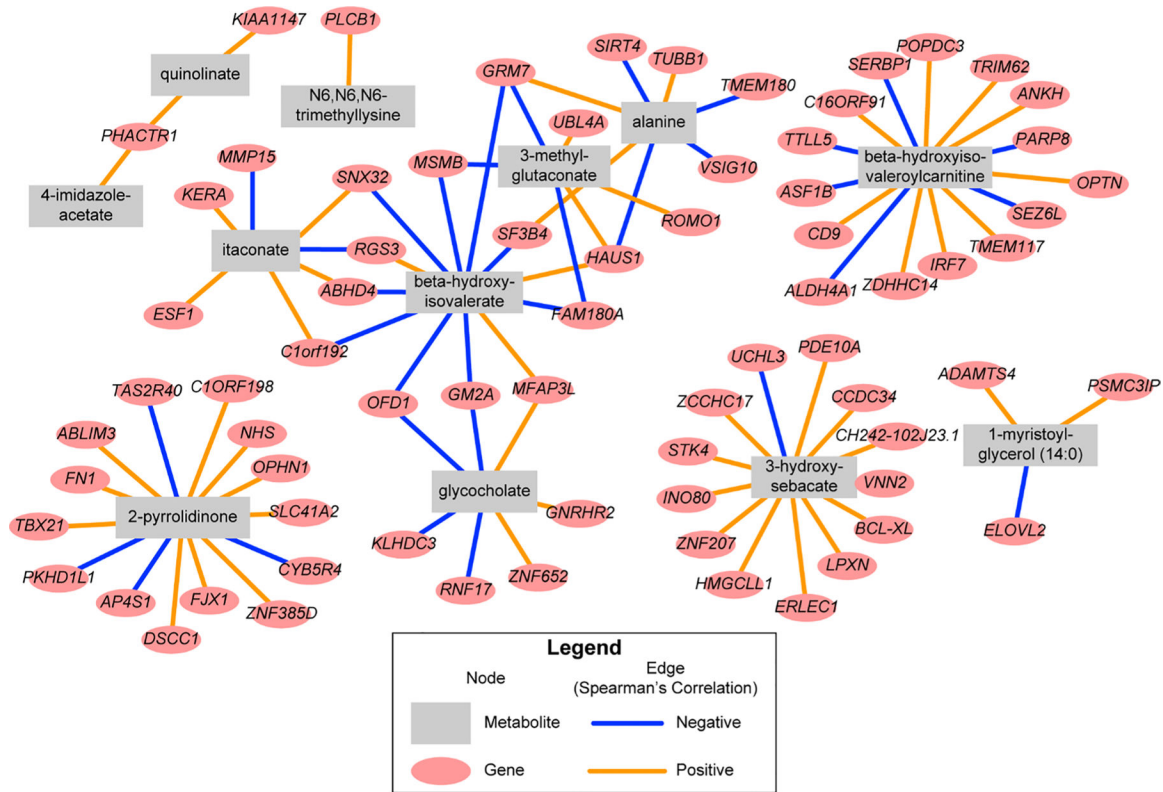 KIAA1147
quinolinate
PHACTR1
4-imidazole-
acetate
PLCB1
N6,N6,N6-
trimethyllysine
MMP15
KERA
SNX32
itaconate
RGS3
ABHD4
ESF1
C1orf192
GRM7
SIRT4
TUBB1
TMEM180
UBL4A
alanine
MSMB
3-methyl-
glutaconate
VSIG10
ROMO1
SF3B4
HAUS1
beta-hydroxy-
isovalerate
FAM180A
OFD1
GM2A
MFAP3L
glycocholate
GNRHR2
KLHDC3
RNF17
ZNF652
POPDC3
SERBP1
TRIM62
C16ORF91
ANKH
TTLL5
PARP8
beta-hydroxyiso-
valeroylcarnitine
ASF1B
OPTN
SEZ6L
CD9
TMEM117
IRF7
ALDH4A1
ZDHHC14
TAS2R40
C1ORF198
ABLIM3
NHS
FN1
OPHN1
TBX21
2-pyrrolidinone
SLC41A2
PKHD1L1
CYB5R4
AP4S1
FJX1
ZNF385D
DSCC1
UCHL3
PDE10A
ZCCHC17
CCDC34
CH242-102J23.1
STK4
3-hydroxy-
sebacate
VNN2
INO80
BCL-XL
ZNF207
LPXN
HMGCLL1
ERLEC1
ADAMTS4
PSMC3IP
1-myristoyl-
glycerol (14:0)
ELOVL2
Legend
Node
Edge
(Spearman's Correlation)
Metabolite
Negative
Gene
Positive